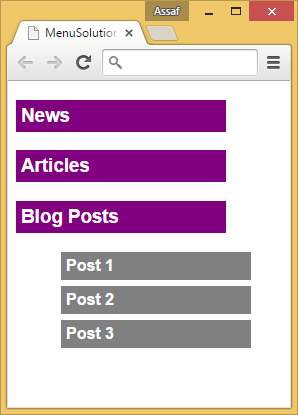 Assaf
MenuSolution
News
Articles
Blog Posts
Post 1
Post 2
Post 3